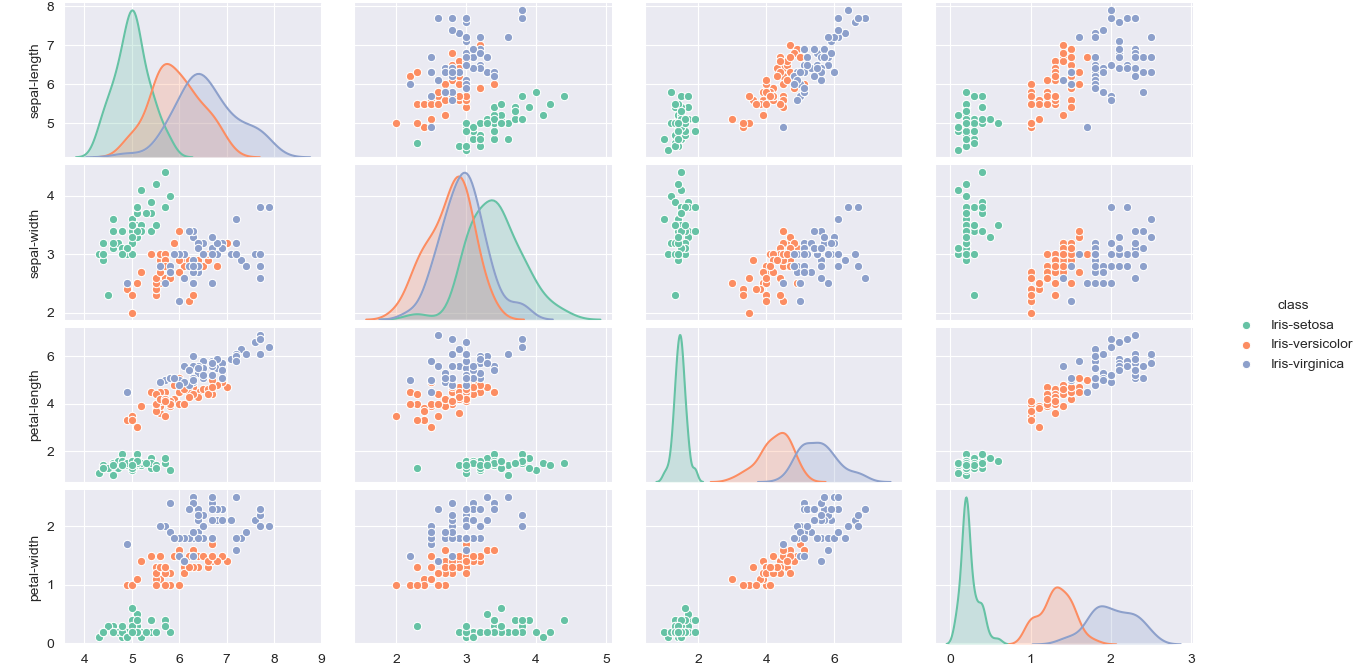 8
7
6
5
sepal-length
4
3
2
sepal-width
class
Iris-setosa
Iris-versicolor
Iris-virginica
6
4
2
petal-length
2
1
0
petal-width
4 5 6 7 8 9 2 3 4 5 2 4 6 0 1 2 3